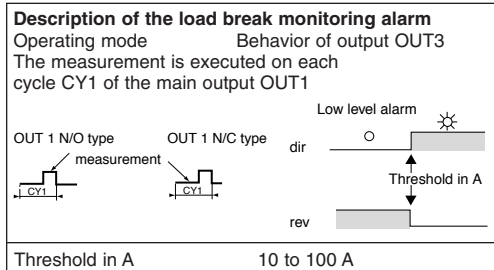 Description of the load break monitoring alarm
Operating mode Behavior of output OUT3
The measurement is executed on each
cycle CY1 of the main output OUT1
Low level alarm
OUT 1 N/O type OUT 1 N/C type dir
measurement
Threshold in A
CY1 CY1
rev
Threshold in A 10 to 100 A